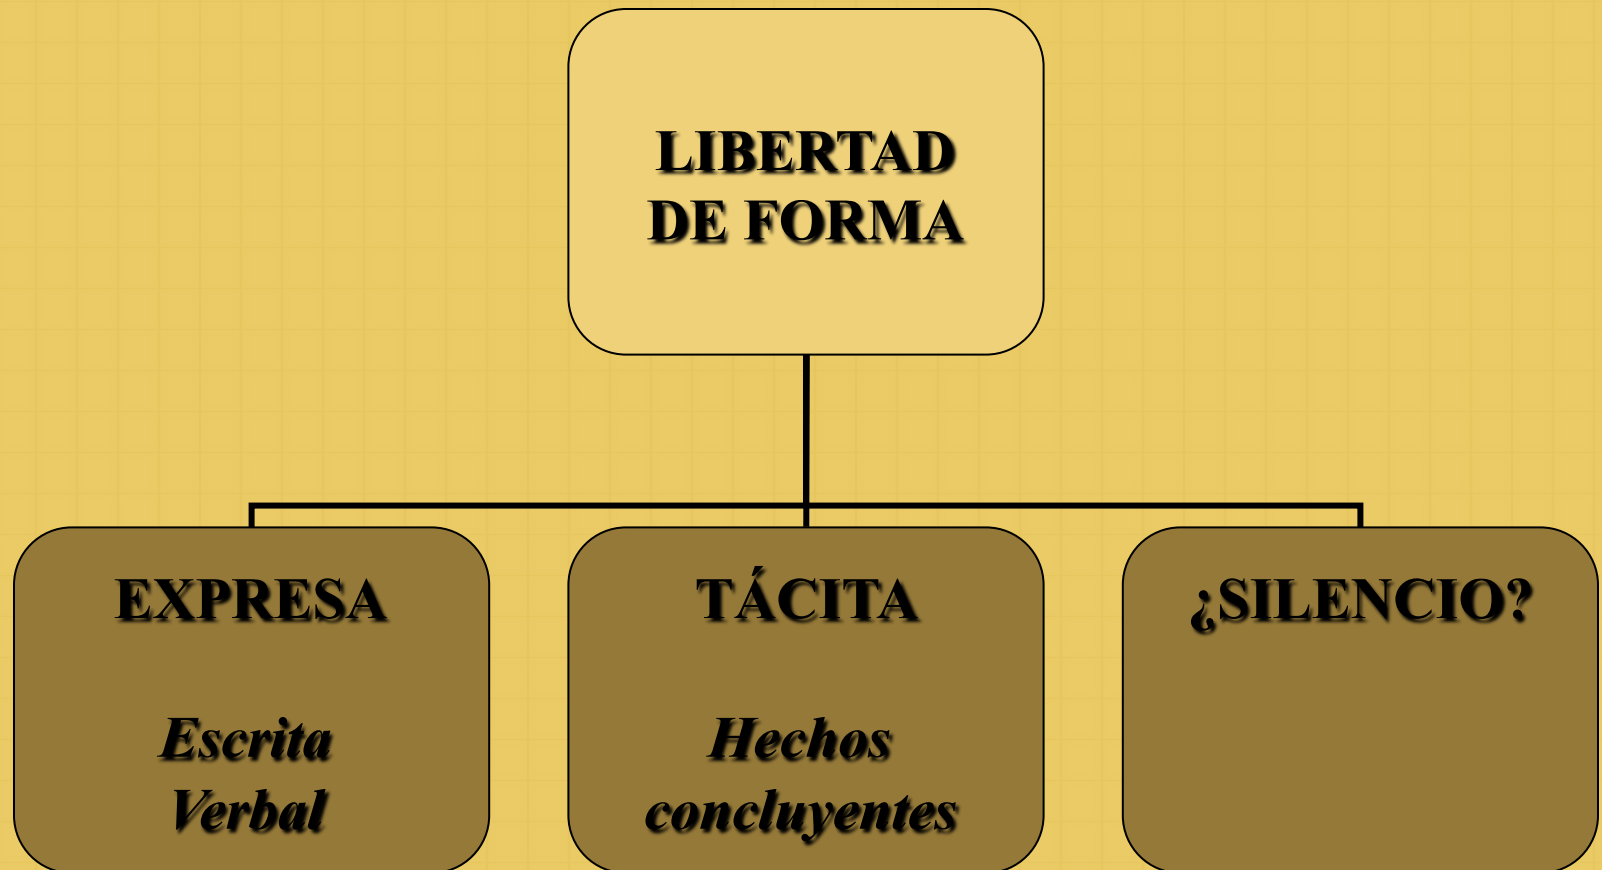 LIBERTAD
DE FORMA
EXPRESA
Escrita
Verbal
TÁCITA
Hechos
concluyentes
¿SILENCIO?